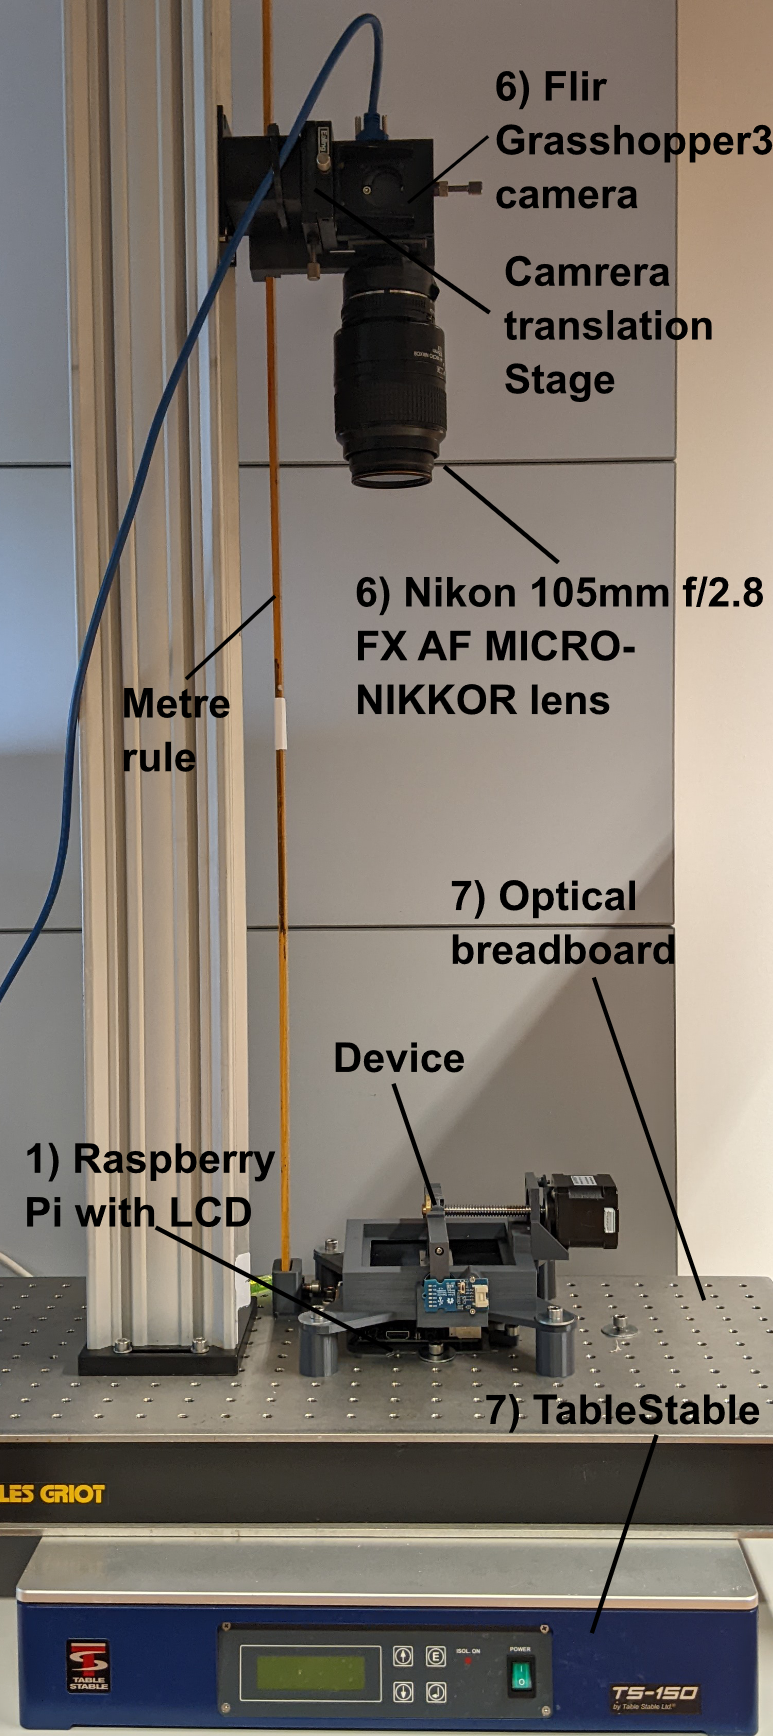 6) Flir
Grasshopper3
camera
Camrera
translation
Stage
6) Nikon 105mm f/2.8
FX AF MICRO-
NIKKOR lens
Metre
rule
7) Optical
breadboard
Device
1) Raspberry
Pi with LCD
7) TableStable
LES GRIOT
TABLE
STABLE
E
ISOL. ON
POWER
TS-150
by Table Stable Ltd.